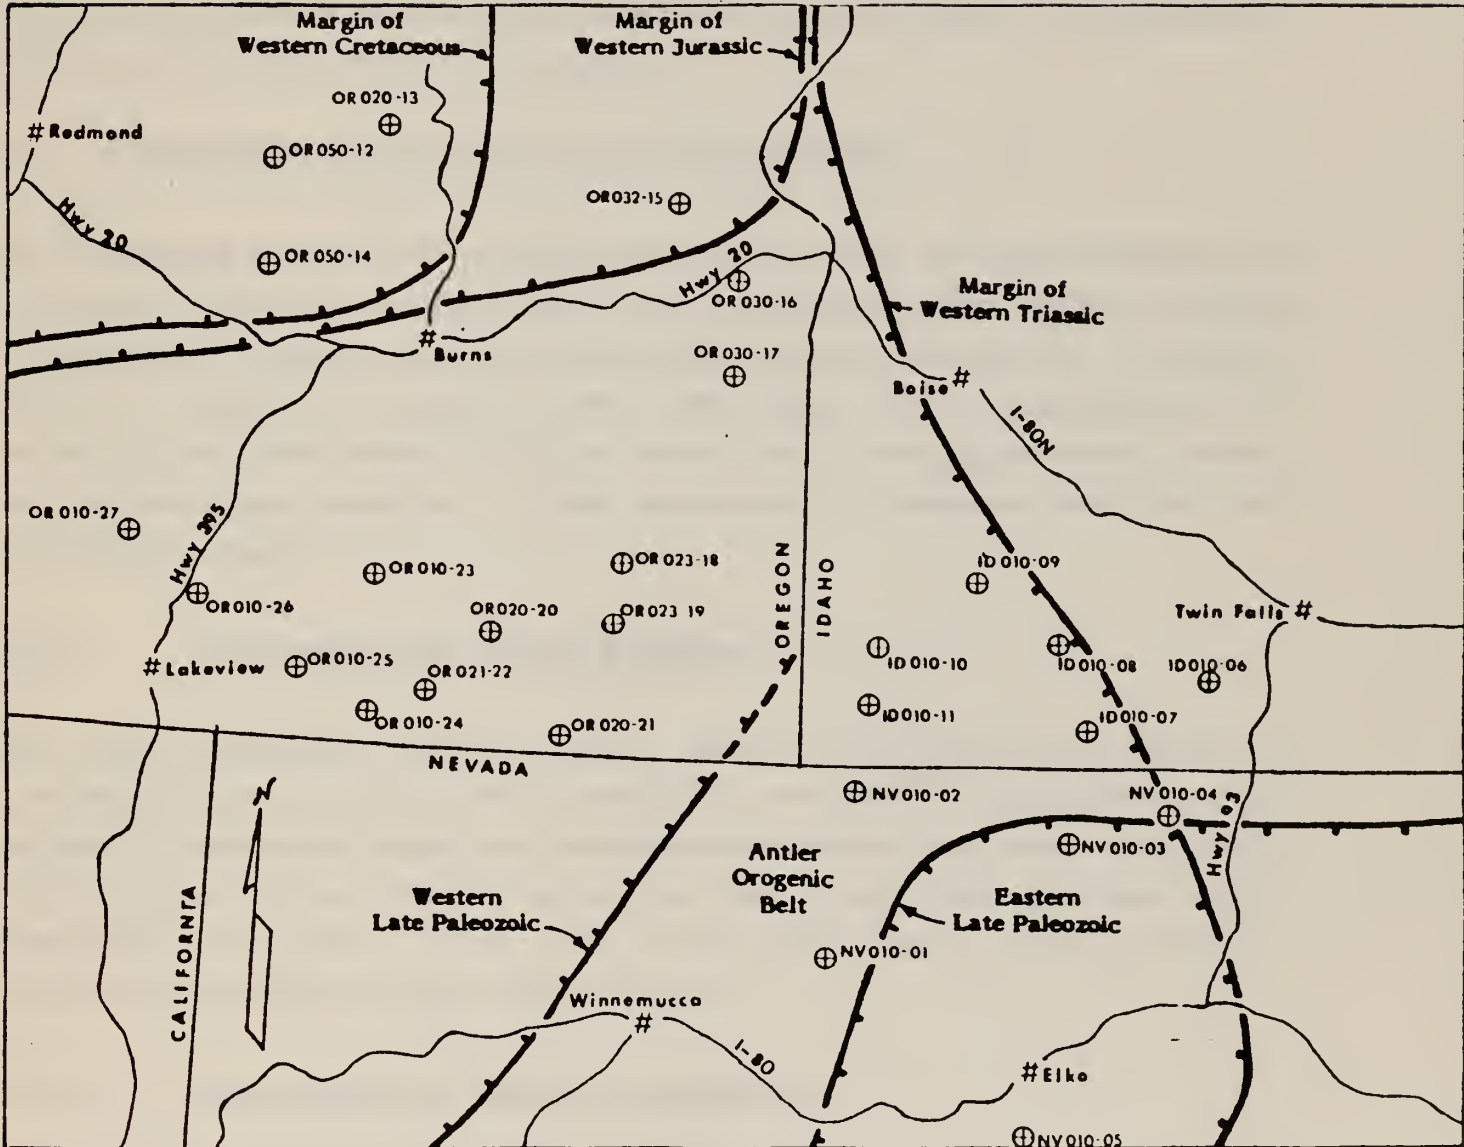 Margin of
Western Cretaceous
Margin of
Western Jurassic
OR 020-13
# Redmond
OR 050-12
OR 032-15
Hwy 20
OR 050-14
Hwy 20
OR 030-16
Margin of
Western Triassic
# Burns
OR 030-17
Boise #
I-80N
OR 010-27
Hwy 395
OR 010-23
OR 023-18
OREGON
IDAHO
ID 010-09
OR 010-26
OR 020-20
OR 023 19
Twin Falls #
# Lakeview
OR 010-25
OR 021-22
ID 010-10
ID 010-08
ID 010-06
OR 010-24
OR 020-21
ID 010-11
ID 010-07
NEVADA
N
NV 010-02
NV 010-04
Hwy 93
NV 010-03
Antler
Orogenic
Belt
CALIFORNIA
Western
Late Paleozoic
Eastern
Late Paleozoic
NV 010-01
Winnemucca
#
I-80
# Elko
NV 010-05